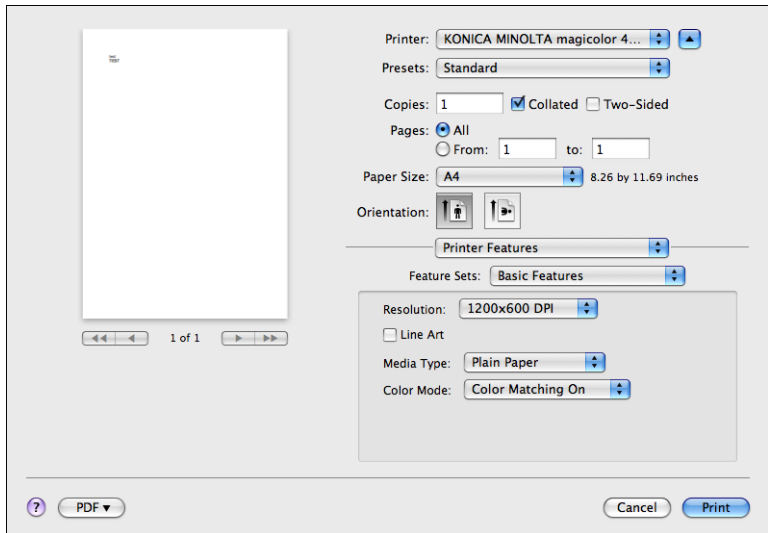 Printer: KONICA MINOLTA magicolor 4...
Presets: Standard
Copies: 1 Collated Two-Sided
Pages: All
From: 1 to: 1
Paper Size: A4 8.26 by 11.69 inches
Orientation:
Printer Features
Feature Sets: Basic Features
Resolution: 1200x600 DPI
Line Art
Media Type: Plain Paper
Color Mode: Color Matching On
1 of 1
? PDF▼ Cancel Print